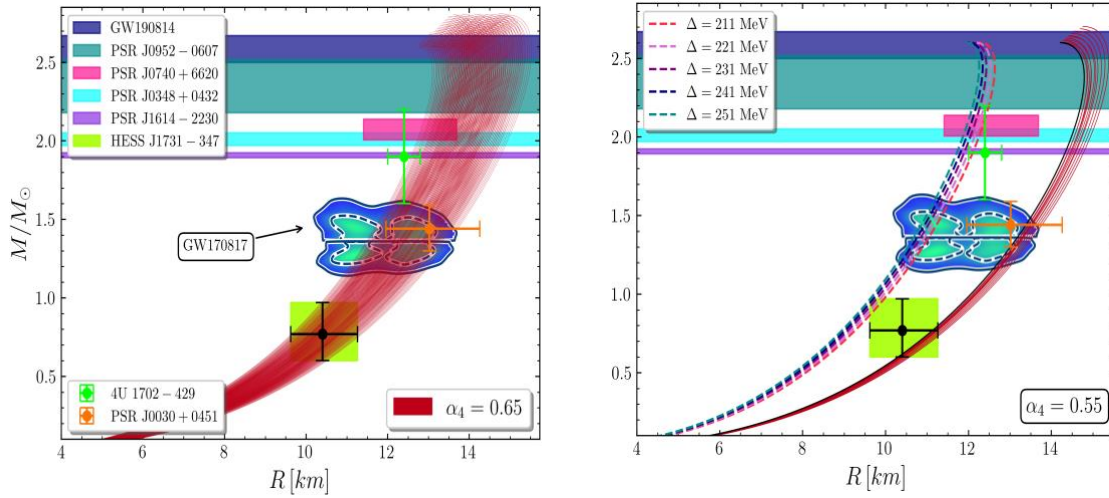 GW190814
PSR J0952−0607
PSR J0740+6620
PSR J0348+0432
PSR J1614−2230
HESS J1731−347
GW170817
4U 1702−429
PSR J0030+0451
α₄ = 0.65
M/M⊙
2.5
2.0
1.5
1.0
0.5
4 6 8 10 12 14
R [km]
Δ = 211 MeV
Δ = 221 MeV
Δ = 231 MeV
Δ = 241 MeV
Δ = 251 MeV
α₄ = 0.55
2.5
2.0
1.5
1.0
0.5
4 6 8 10 12 14
R [km]